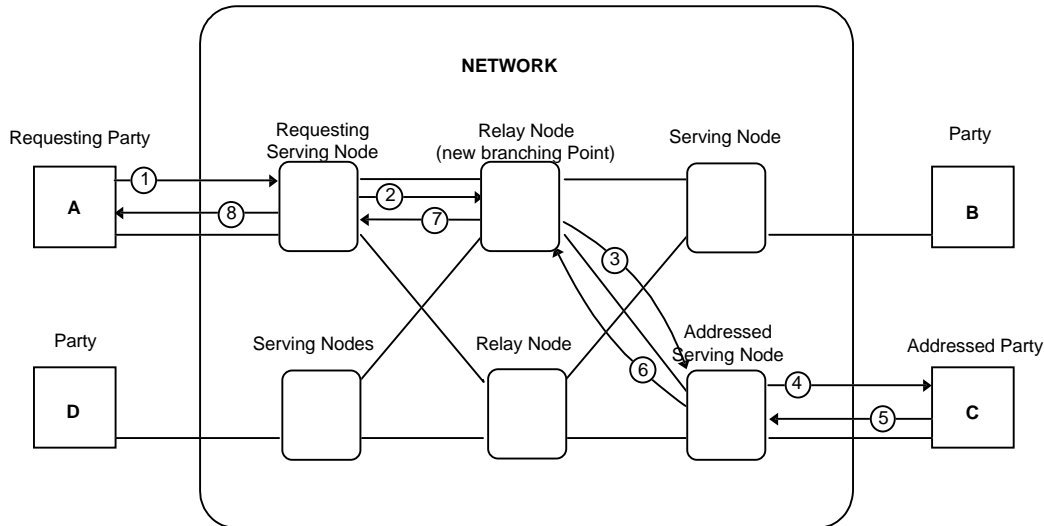 NETWORK
Requesting Party
Requesting
Serving Node
Relay Node
(new branching Point)
Serving Node
Party
A
1
2
8
7
B
3
Party
Serving Nodes
Relay Node
Addressed
Serving Node
Addressed Party
6
4
D
C
5